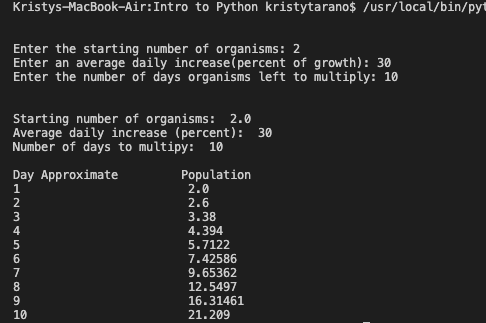 Kristys-MacBook-Air:Intro to Python kristytarano$ /usr/local/bin/pyt
Enter the starting number of organisms: 2
Enter an average daily increase(percent of growth): 30
Enter the number of days organisms left to multiply: 10
Starting number of organisms:  2.0
Average daily increase (percent):  30
Number of days to multipy:  10
Day Approximate         Population
1                        2.0
2                        2.6
3                        3.38
4                        4.394
5                        5.7122
6                        7.42586
7                        9.65362
8                        12.5497
9                        16.31461
10                       21.209